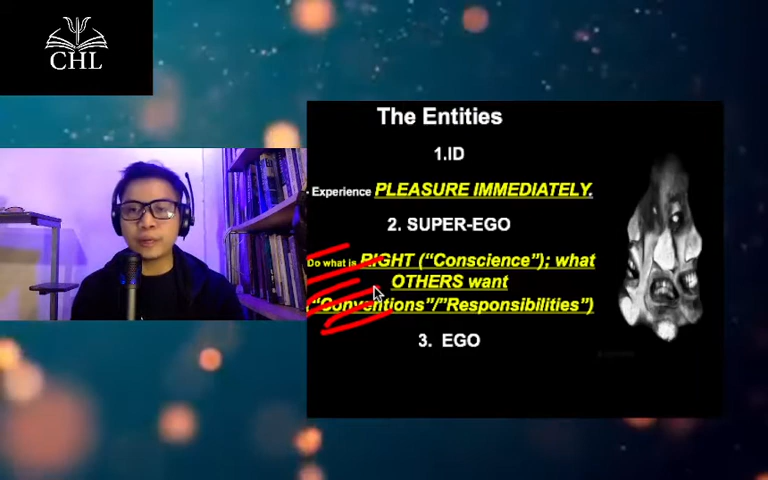 CHL
The Entities
1.ID
- Experience PLEASURE IMMEDIATELY.
2. SUPER-EGO
Do what is RIGHT (“Conscience”); what
OTHERS want
(“Conventions”/”Responsibilities”)
3. EGO